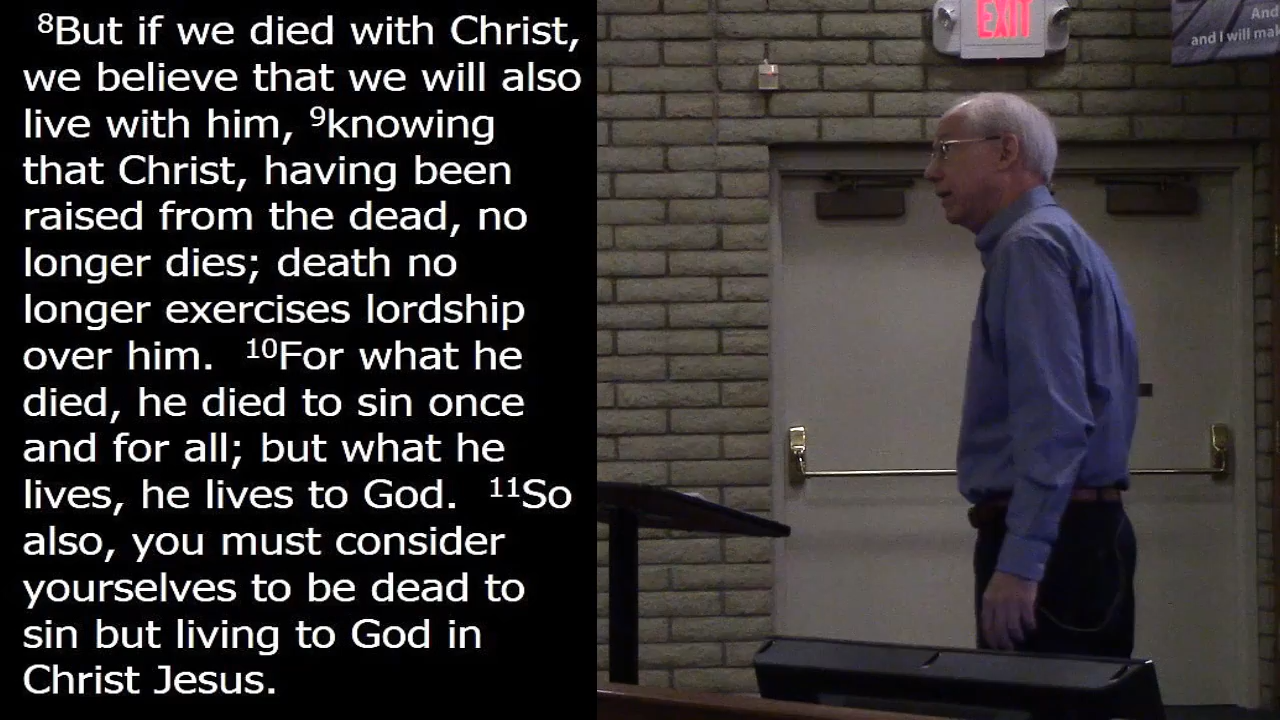 ⁸But if we died with Christ,
we believe that we will also
live with him, ⁹knowing
that Christ, having been
raised from the dead, no
longer dies; death no
longer exercises lordship
over him. ¹⁰For what he
died, he died to sin once
and for all; but what he
lives, he lives to God. ¹¹So
also, you must consider
yourselves to be dead to
sin but living to God in
Christ Jesus.
EXIT
And
and I will mak